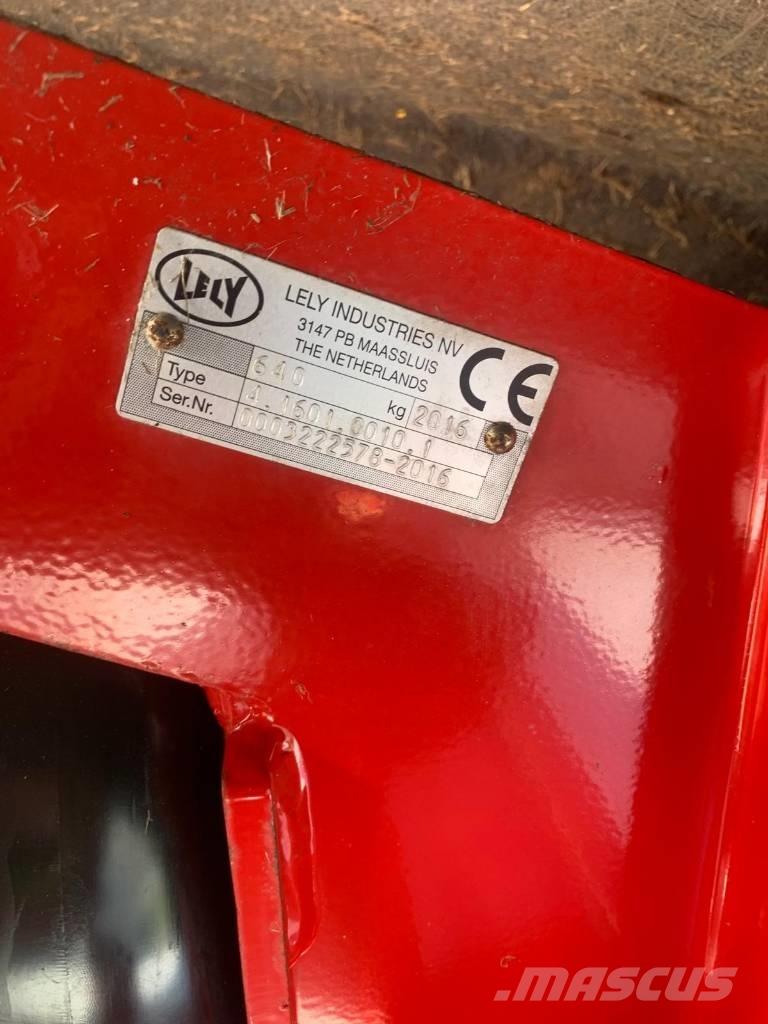 LELY
LELY INDUSTRIES NV
3147 PB MAASSLUIS
THE NETHERLANDS
CE
Type 640 kg 2016
Ser.Nr. 4.1601.0010.1
0003222578-2016
MASCUS